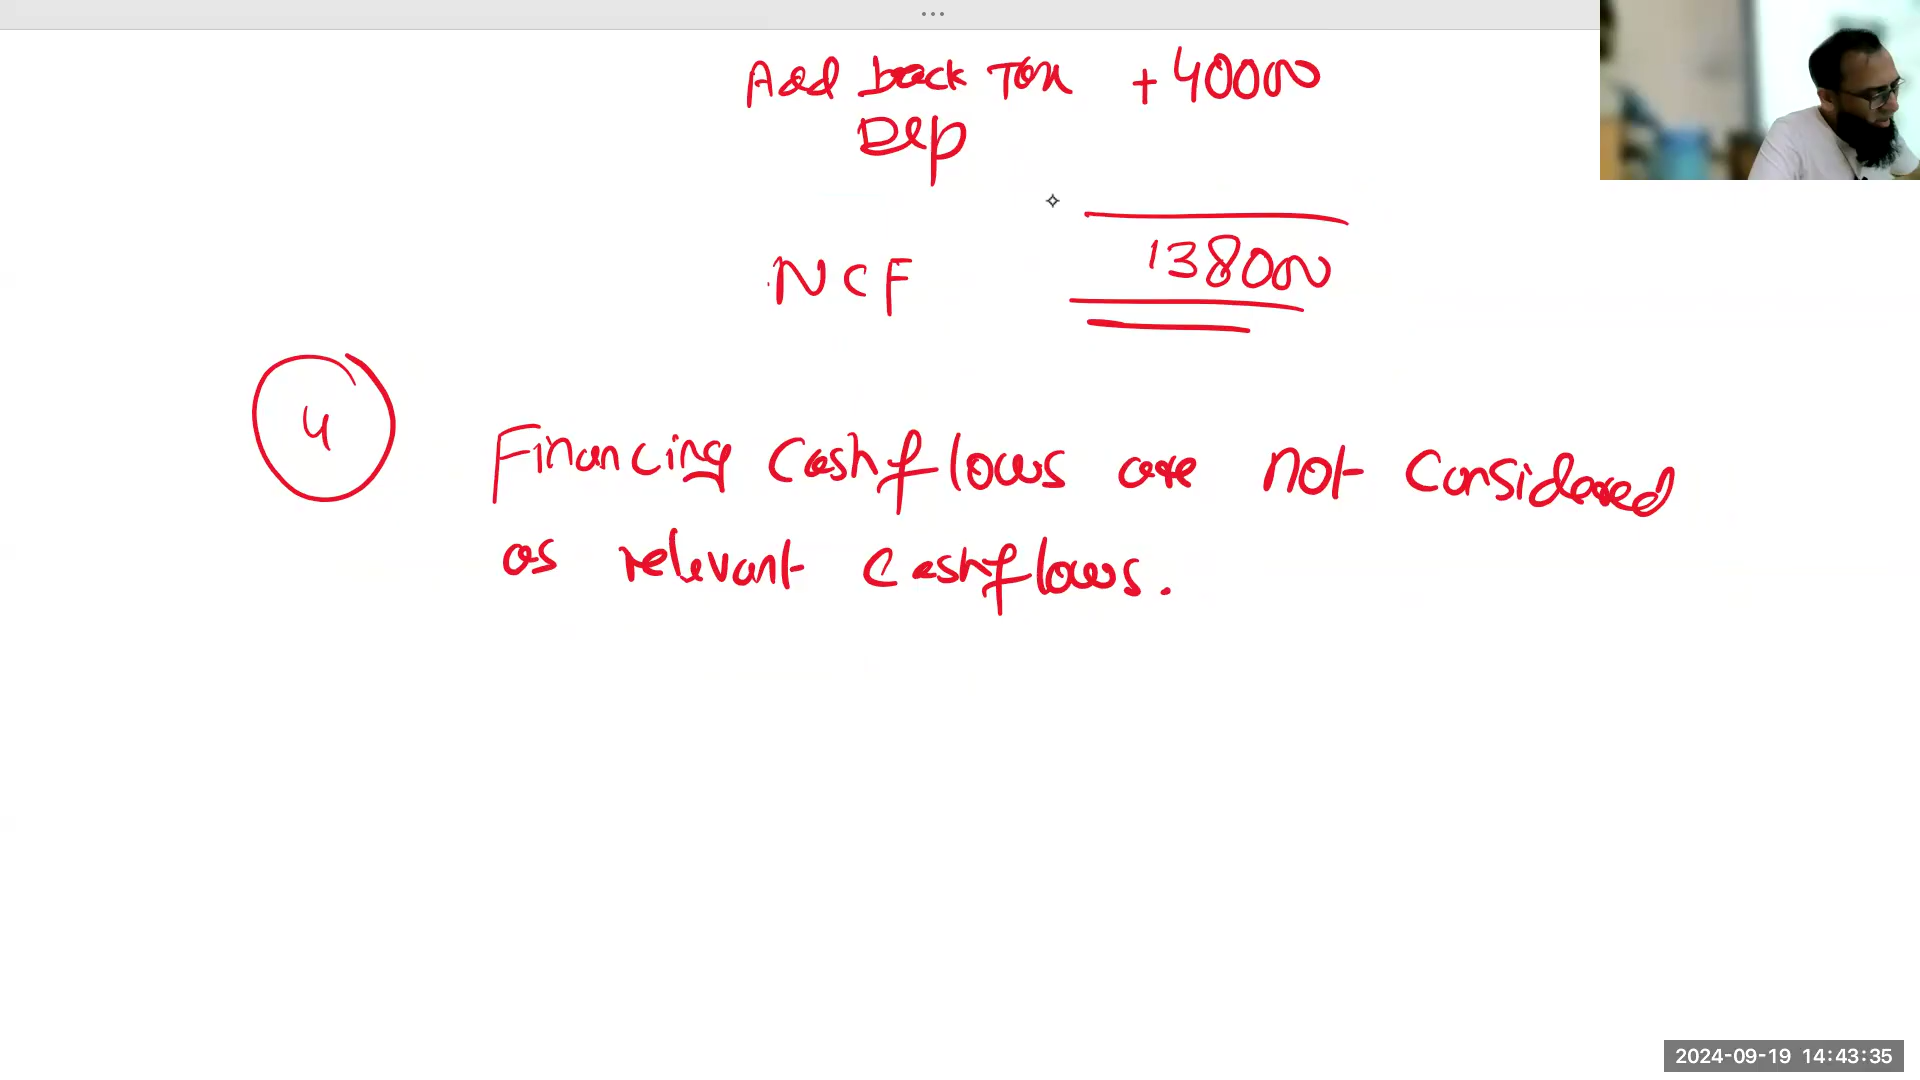 Add back Tax +40000
Dep
NCF 138000
4
Financing Cashflows are not considered
as relevant cashflows.
2024-09-19 14:43:35